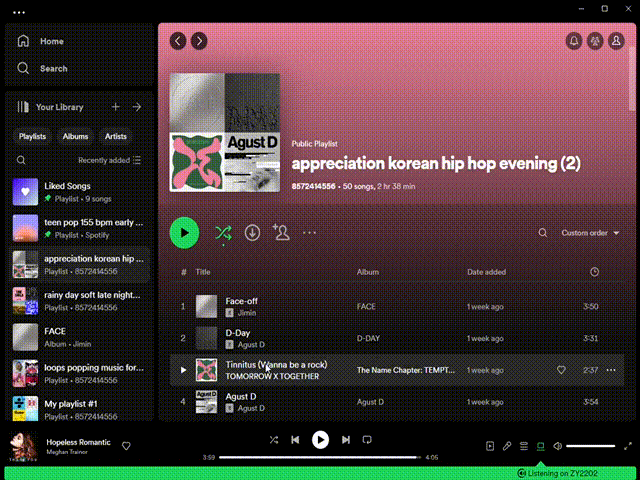 Home
Search
Your Library
Playlists
Albums
Artists
Recently added
Liked Songs
Playlist • 9 songs
teen pop 155 bpm early ...
Playlist • Spotify
appreciation korean hip ...
Playlist • 8572414556
rainy day soft late night...
Playlist • 8572414556
FACE
Album • Jimin
loops popping music for...
Playlist • 8572414556
My playlist #1
Playlist • 8572414556
Agust D
Public Playlist
appreciation korean hip hop evening (2)
8572414556 • 50 songs, 2 hr 38 min
Custom order
# Title Album Date added
1 Face-off FACE 1 week ago 3:50
E Jimin
2 D-Day D-DAY 1 week ago 3:31
E Agust D
Tinnitus (Wanna be a rock) The Name Chapter: TEMPT... 1 week ago 2:37
TOMORROW X TOGETHER
4 Agust D Agust D 1 week ago 3:54
E Agust D
Hopeless Romantic
Meghan Trainor
3:59
4:05
Listening on ZY2202